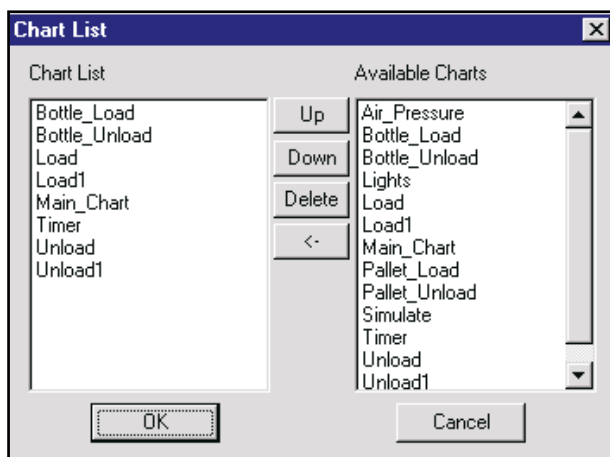 Chart List
Chart List
Available Charts
Bottle_Load
Bottle_Unload
Load
Load1
Main_Chart
Timer
Unload
Unload1
Up
Down
Delete
<-
Air_Pressure
Bottle_Load
Bottle_Unload
Lights
Load
Load1
Main_Chart
Pallet_Load
Pallet_Unload
Simulate
Timer
Unload
Unload1
OK
Cancel